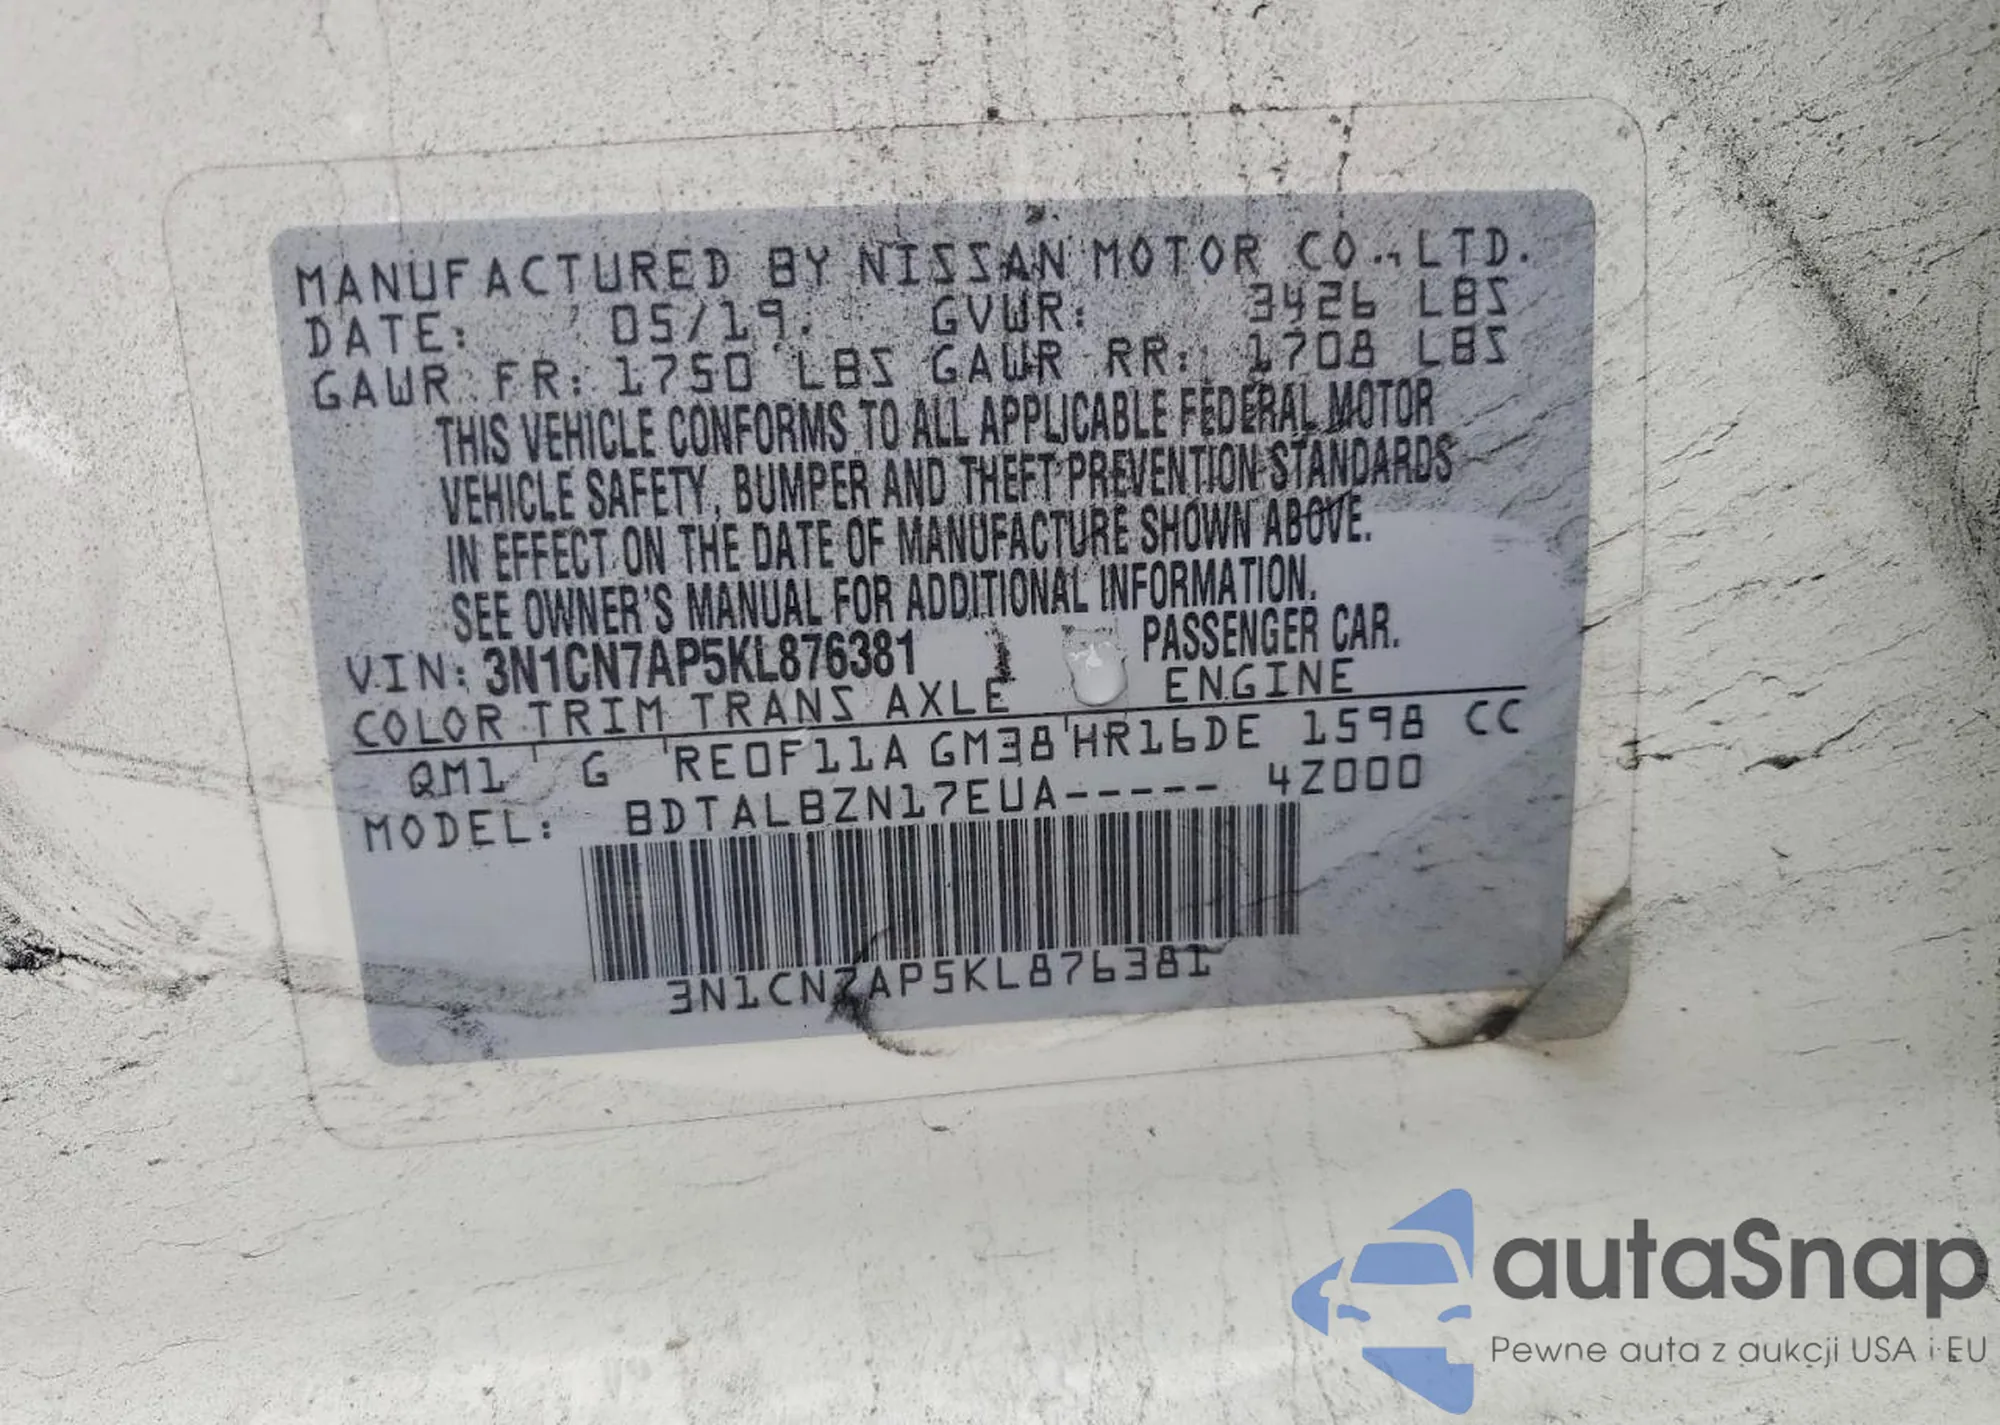 MANUFACTURED BY NISSAN MOTOR CO., LTD.
DATE: 05/19. GVWR: 3426 LBS
GAWR FR: 1750 LBS GAWR RR: 1708 LBS
THIS VEHICLE CONFORMS TO ALL APPLICABLE FEDERAL MOTOR
VEHICLE SAFETY, BUMPER AND THEFT PREVENTION STANDARDS
IN EFFECT ON THE DATE OF MANUFACTURE SHOWN ABOVE.
SEE OWNER'S MANUAL FOR ADDITIONAL INFORMATION.
VIN: 3N1CN7AP5KL876381 PASSENGER CAR.
COLOR TRIM TRANS AXLE ENGINE
QM1 G RE0F11A GM38 HR16DE 1598 CC
MODEL: BDTALBZN17EUA----- 4Z000
3N1CN7AP5KL876381
autaSnap
Pewne auta z aukcji USA i EU